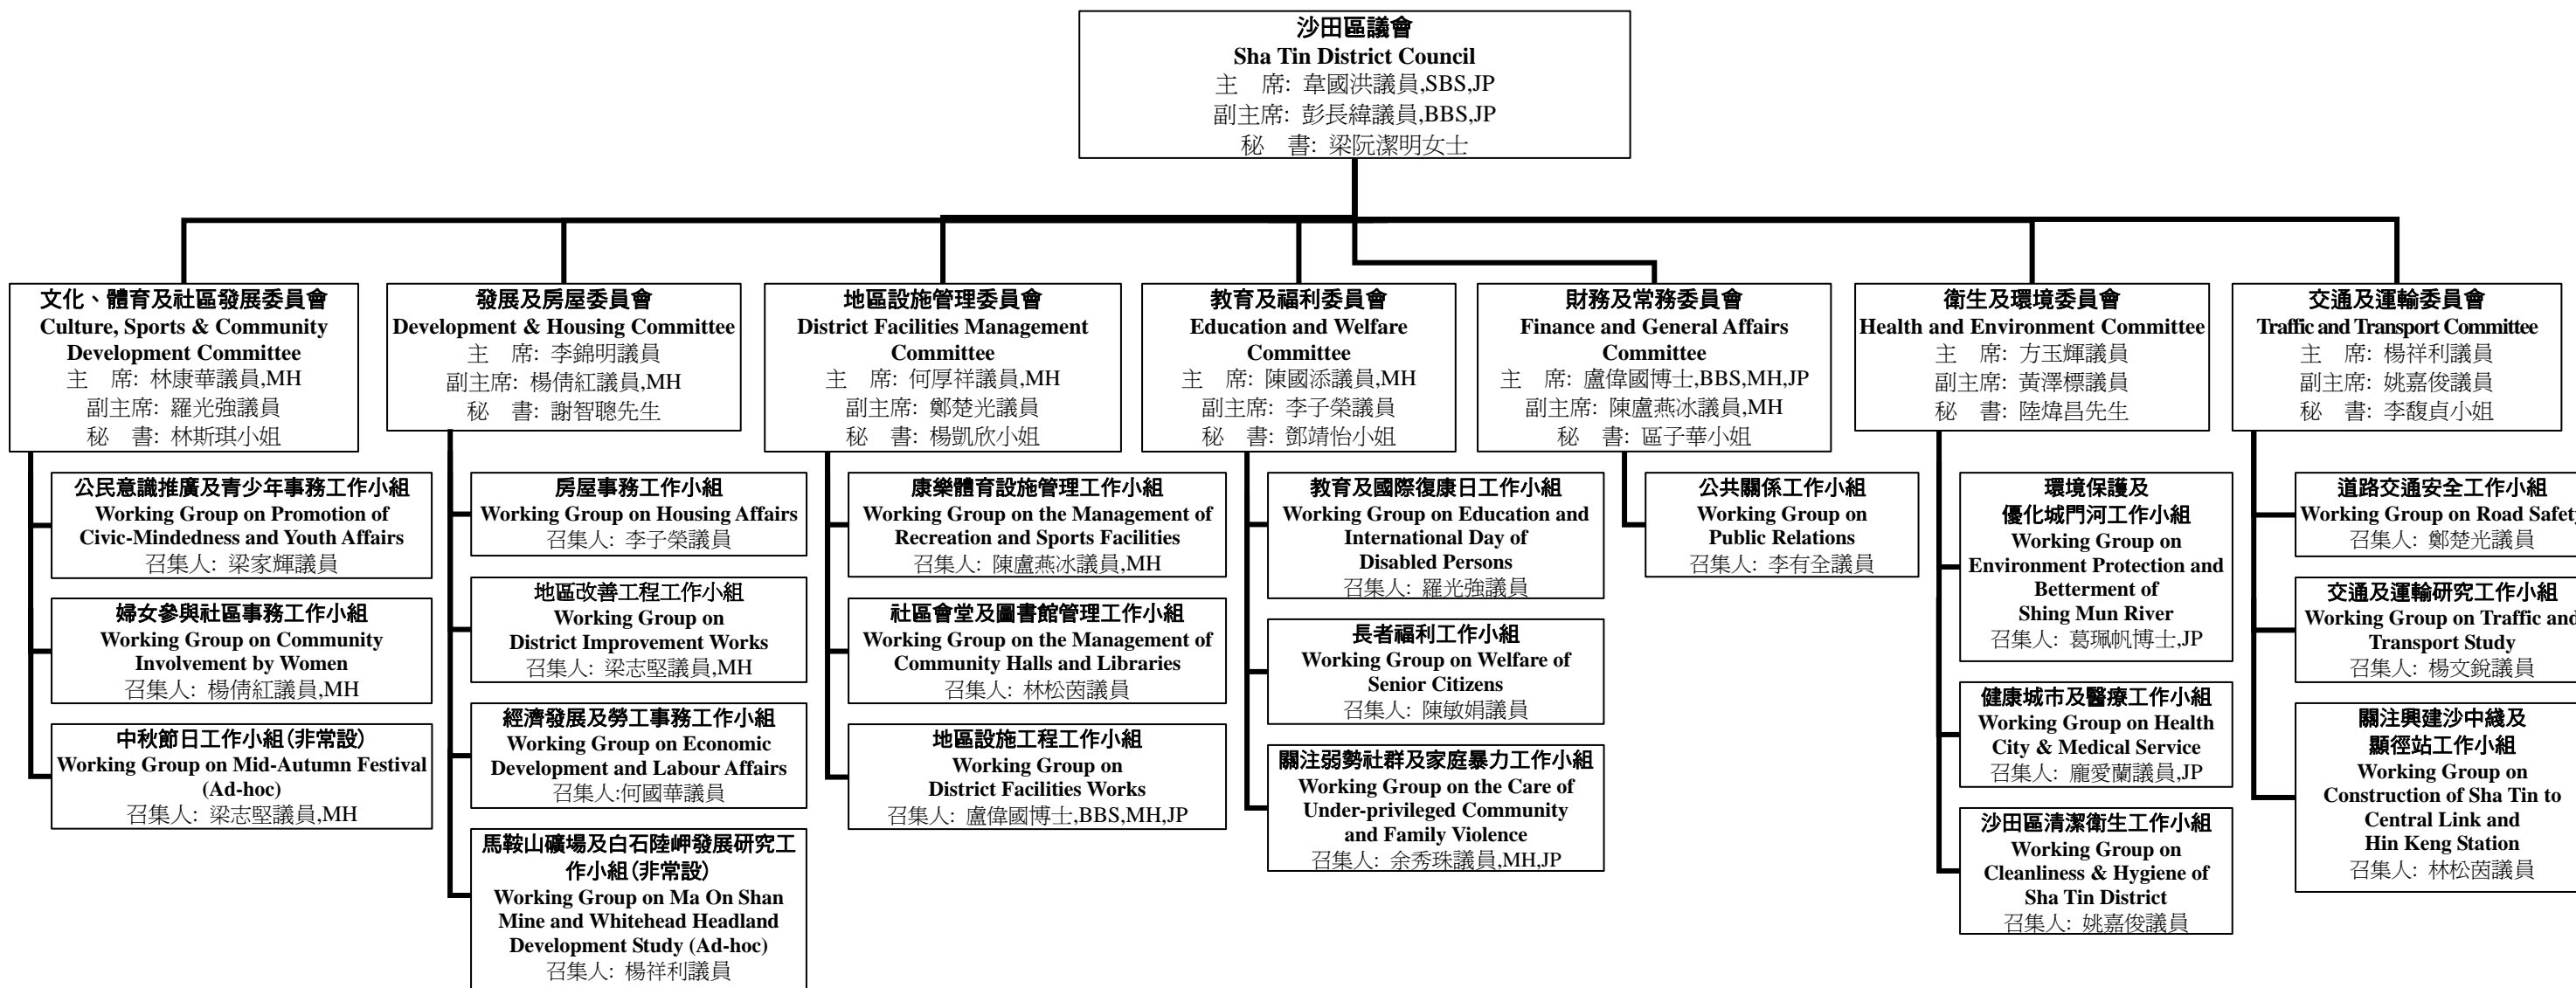 沙田區議會
Sha Tin District Council
主　席: 韋國洪議員,SBS,JP
副主席: 彭長緯議員,BBS,JP
秘　書: 梁阮潔明女士
文化、體育及社區發展委員會
Culture, Sports & Community
Development Committee
主　席: 林康華議員,MH
副主席: 羅光強議員
秘　書: 林斯琪小姐
公民意識推廣及青少年事務工作小組
Working Group on Promotion of
Civic-Mindedness and Youth Affairs
召集人: 梁家輝議員
婦女參與社區事務工作小組
Working Group on Community
Involvement by Women
召集人: 楊倩紅議員,MH
中秋節日工作小組(非常設)
Working Group on Mid-Autumn Festival
(Ad-hoc)
召集人: 梁志堅議員,MH
發展及房屋委員會
Development & Housing Committee
主　席: 李錦明議員
副主席: 楊倩紅議員,MH
秘　書: 謝智聰先生
房屋事務工作小組
Working Group on Housing Affairs
召集人: 李子榮議員
地區改善工程工作小組
Working Group on
District Improvement Works
召集人: 梁志堅議員,MH
經濟發展及勞工事務工作小組
Working Group on Economic
Development and Labour Affairs
召集人:何國華議員
馬鞍山礦場及白石陸岬發展研究工
作小組(非常設)
Working Group on Ma On Shan
Mine and Whitehead Headland
Development Study (Ad-hoc)
召集人: 楊祥利議員
地區設施管理委員會
District Facilities Management
Committee
主　席: 何厚祥議員,MH
副主席: 鄭楚光議員
秘　書: 楊凱欣小姐
康樂體育設施管理工作小組
Working Group on the Management of
Recreation and Sports Facilities
召集人: 陳盧燕冰議員,MH
社區會堂及圖書館管理工作小組
Working Group on the Management of
Community Halls and Libraries
召集人: 林松茵議員
地區設施工程工作小組
Working Group on
District Facilities Works
召集人: 盧偉國博士,BBS,MH,JP
教育及福利委員會
Education and Welfare
Committee
主　席: 陳國添議員,MH
副主席: 李子榮議員
秘　書: 鄧靖怡小姐
教育及國際復康日工作小組
Working Group on Education and
International Day of
Disabled Persons
召集人: 羅光強議員
長者福利工作小組
Working Group on Welfare of
Senior Citizens
召集人: 陳敏娟議員
關注弱勢社群及家庭暴力工作小組
Working Group on the Care of
Under-privileged Community
and Family Violence
召集人: 余秀珠議員,MH,JP
財務及常務委員會
Finance and General Affairs
Committee
主　席: 盧偉國博士,BBS,MH,JP
副主席: 陳盧燕冰議員,MH
秘　書: 區子華小姐
公共關係工作小組
Working Group on
Public Relations
召集人: 李有全議員
衛生及環境委員會
Health and Environment Committee
主　席: 方玉輝議員
副主席: 黃澤標議員
秘　書: 陸煒昌先生
環境保護及
優化城門河工作小組
Working Group on
Environment Protection and
Betterment of
Shing Mun River
召集人: 葛珮帆博士,JP
健康城市及醫療工作小組
Working Group on Health
City & Medical Service
召集人: 龐愛蘭議員,JP
沙田區清潔衛生工作小組
Working Group on
Cleanliness & Hygiene of
Sha Tin District
召集人: 姚嘉俊議員
交通及運輸委員會
Traffic and Transport Committee
主　席: 楊祥利議員
副主席: 姚嘉俊議員
秘　書: 李馥貞小姐
道路交通安全工作小組
Working Group on Road Safety
召集人: 鄭楚光議員
交通及運輸研究工作小組
Working Group on Traffic and
Transport Study
召集人: 楊文銳議員
關注興建沙中綫及
顯徑站工作小組
Working Group on
Construction of Sha Tin to
Central Link and
Hin Keng Station
召集人: 林松茵議員